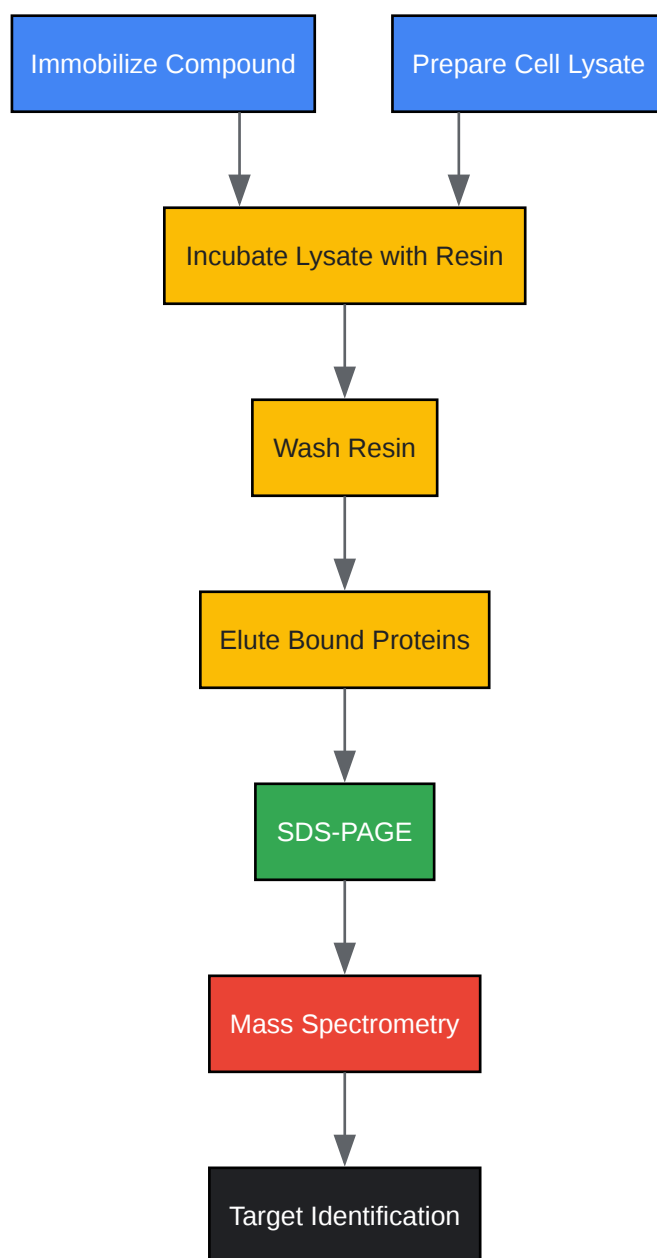 Immobilize Compound
Prepare Cell Lysate
Incubate Lysate with Resin
Wash Resin
Elute Bound Proteins
SDS-PAGE
Mass Spectrometry
Target Identification